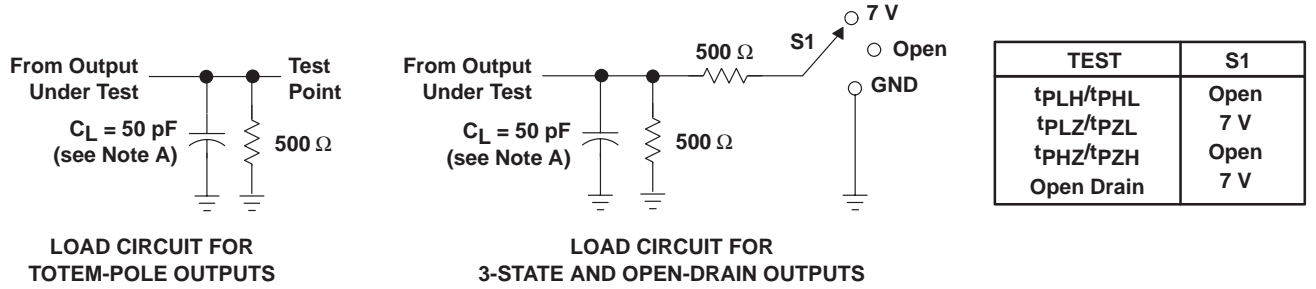 From Output
Under Test
Test
Point
CL = 50 pF
(see Note A)
500 Ω
LOAD CIRCUIT FOR
TOTEM-POLE OUTPUTS
From Output
Under Test
500 Ω
S1
7 V
Open
GND
CL = 50 pF
(see Note A)
500 Ω
LOAD CIRCUIT FOR
3-STATE AND OPEN-DRAIN OUTPUTS
TEST S1
tPLH/tPHL Open
tPLZ/tPZL 7 V
tPHZ/tPZH Open
Open Drain 7 V